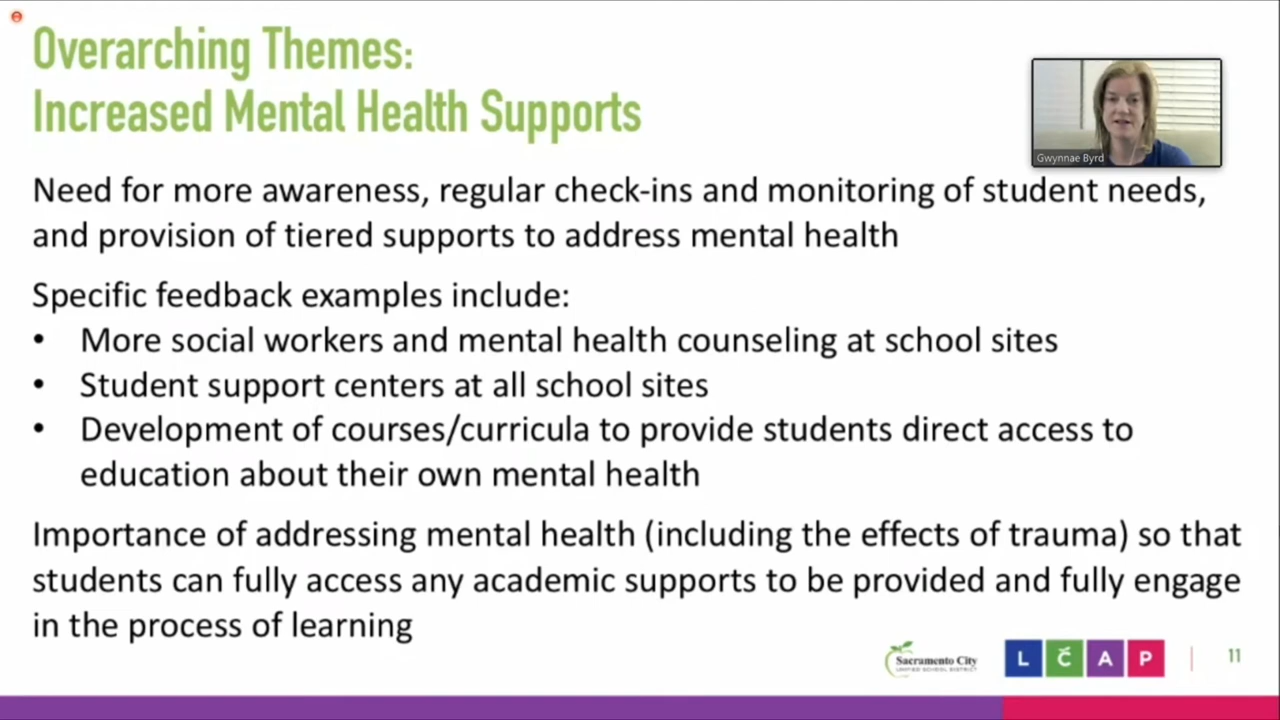 Overarching Themes:
Increased Mental Health Supports
Gwynnae Byrd
Need for more awareness, regular check-ins and monitoring of student needs,
and provision of tiered supports to address mental health
Specific feedback examples include:
• More social workers and mental health counseling at school sites
• Student support centers at all school sites
• Development of courses/curricula to provide students direct access to
education about their own mental health
Importance of addressing mental health (including the effects of trauma) so that
students can fully access any academic supports to be provided and fully engage
in the process of learning
Sacramento City
UNIFIED SCHOOL DISTRICT
L Č A P
11